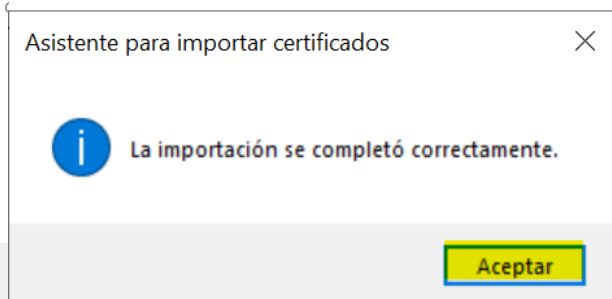 Asistente para importar certificados
La importación se completó correctamente.
Aceptar